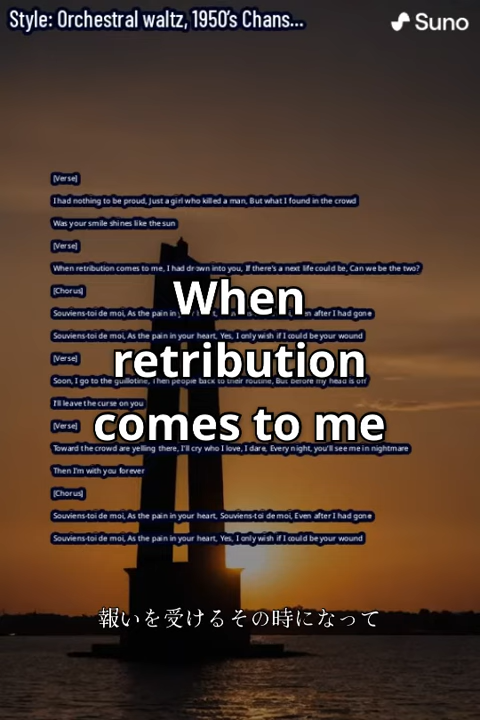 Style: Orchestral waltz, 1950's Chans...
Suno
[Verse]
I had nothing to be proud, Just a girl who killed a man, But what I found in the crowd
Was your smile shines like the sun
[Verse]
When retribution comes to me, I had drown into you, If there's a next life could be, Can we be the two?
[Chorus]
Souviens-toi de moi, As the pain in your heart, Souviens-toi de moi, Even after I had gone
Souviens-toi de moi, As the pain in your heart, Yes, I only wish if I could be your wound
[Verse]
Soon, I go to the guillotine, Then people back to their routine, But before my head is off
I'll leave the curse on you
[Verse]
Toward the crowd are yelling there, I'll cry who I love, I dare, Every night, you'll see me in nightmare
Then I'm with you forever
[Chorus]
Souviens-toi de moi, As the pain in your heart, Souviens-toi de moi, Even after I had gone
Souviens-toi de moi, As the pain in your heart, Yes, I only wish if I could be your wound
When
retribution
comes to me
報いを受けるその時になって